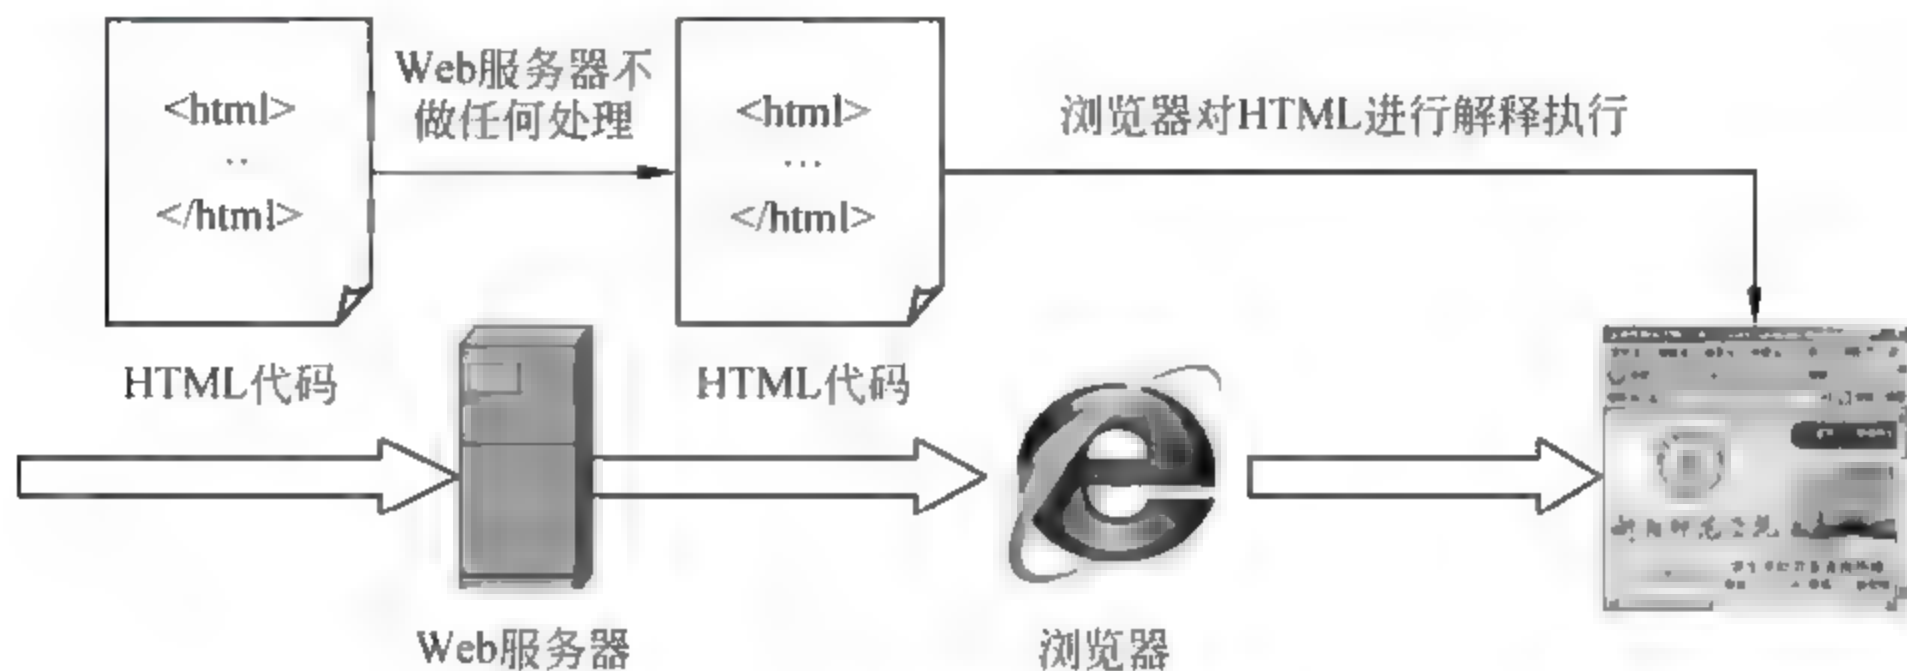 <html>
..
</html>
Web服务器不
做任何处理
<html>
...
</html>
浏览器对HTML进行解释执行
HTML代码
HTML代码
Web服务器
浏览器